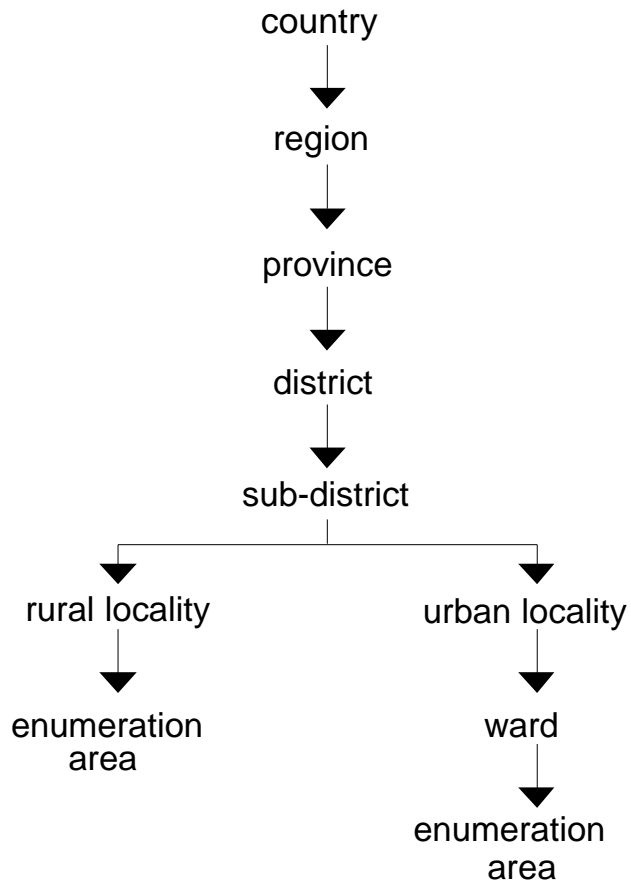 country
region
province
district
sub-district
rural locality
urban locality
enumeration
area
ward
enumeration
area